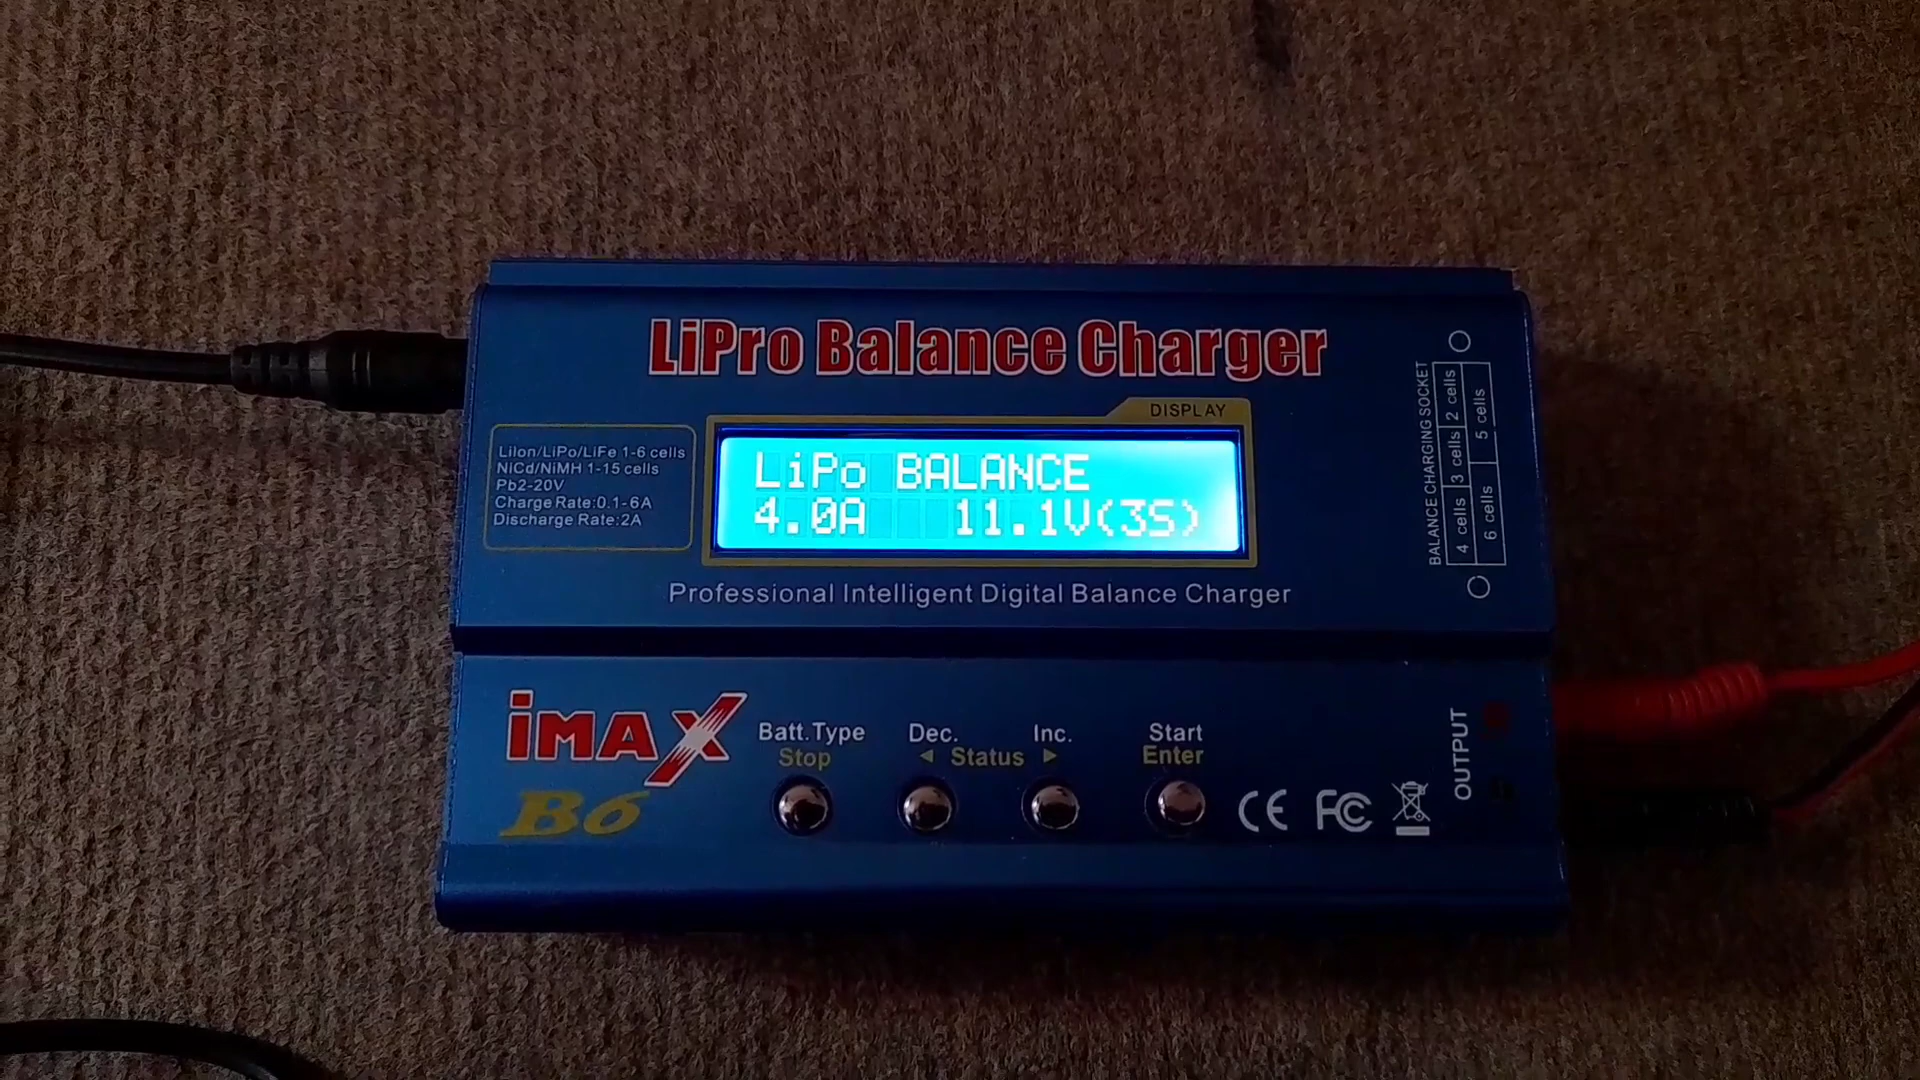 LiPro Balance Charger
DISPLAY
LiPo BALANCE
4.0A 11.1V(3S)
LiIon/LiPo/LiFe 1-6 cells
NiCd/NiMH 1-15 cells
Pb2-20V
Charge Rate:0.1-6A
Discharge Rate:2A
Professional Intelligent Digital Balance Charger
BALANCE CHARGING SOCKET
4 cells 3 cells 2 cells
6 cells 5 cells
iMAX
B6
Batt.Type Dec. Inc. Start
Stop ◄ Status ► Enter
CE FC
OUTPUT